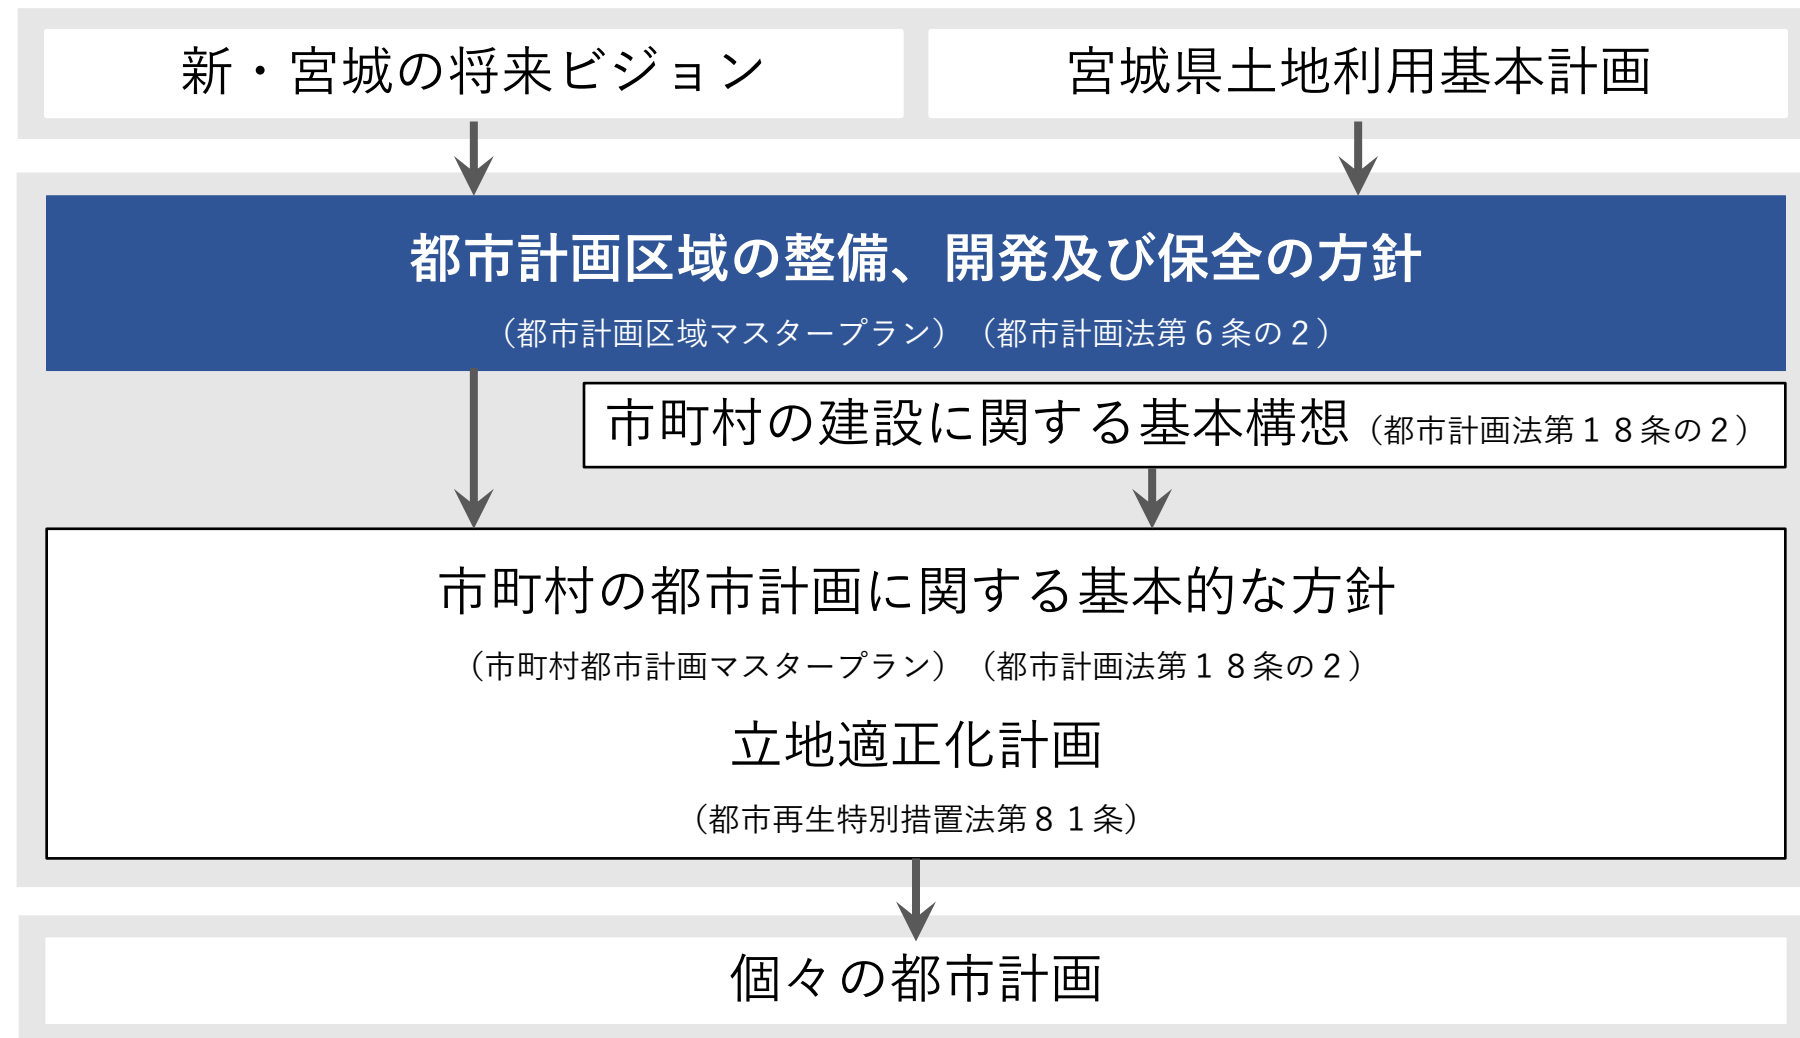 新・宮城の将来ビジョン
宮城県土地利用基本計画
都市計画区域の整備、開発及び保全の方針
（都市計画区域マスタープラン）（都市計画法第６条の２）
市町村の建設に関する基本構想（都市計画法第１８条の２）
市町村の都市計画に関する基本的な方針
（市町村都市計画マスタープラン）（都市計画法第１８条の２）
立地適正化計画
（都市再生特別措置法第８１条）
個々の都市計画